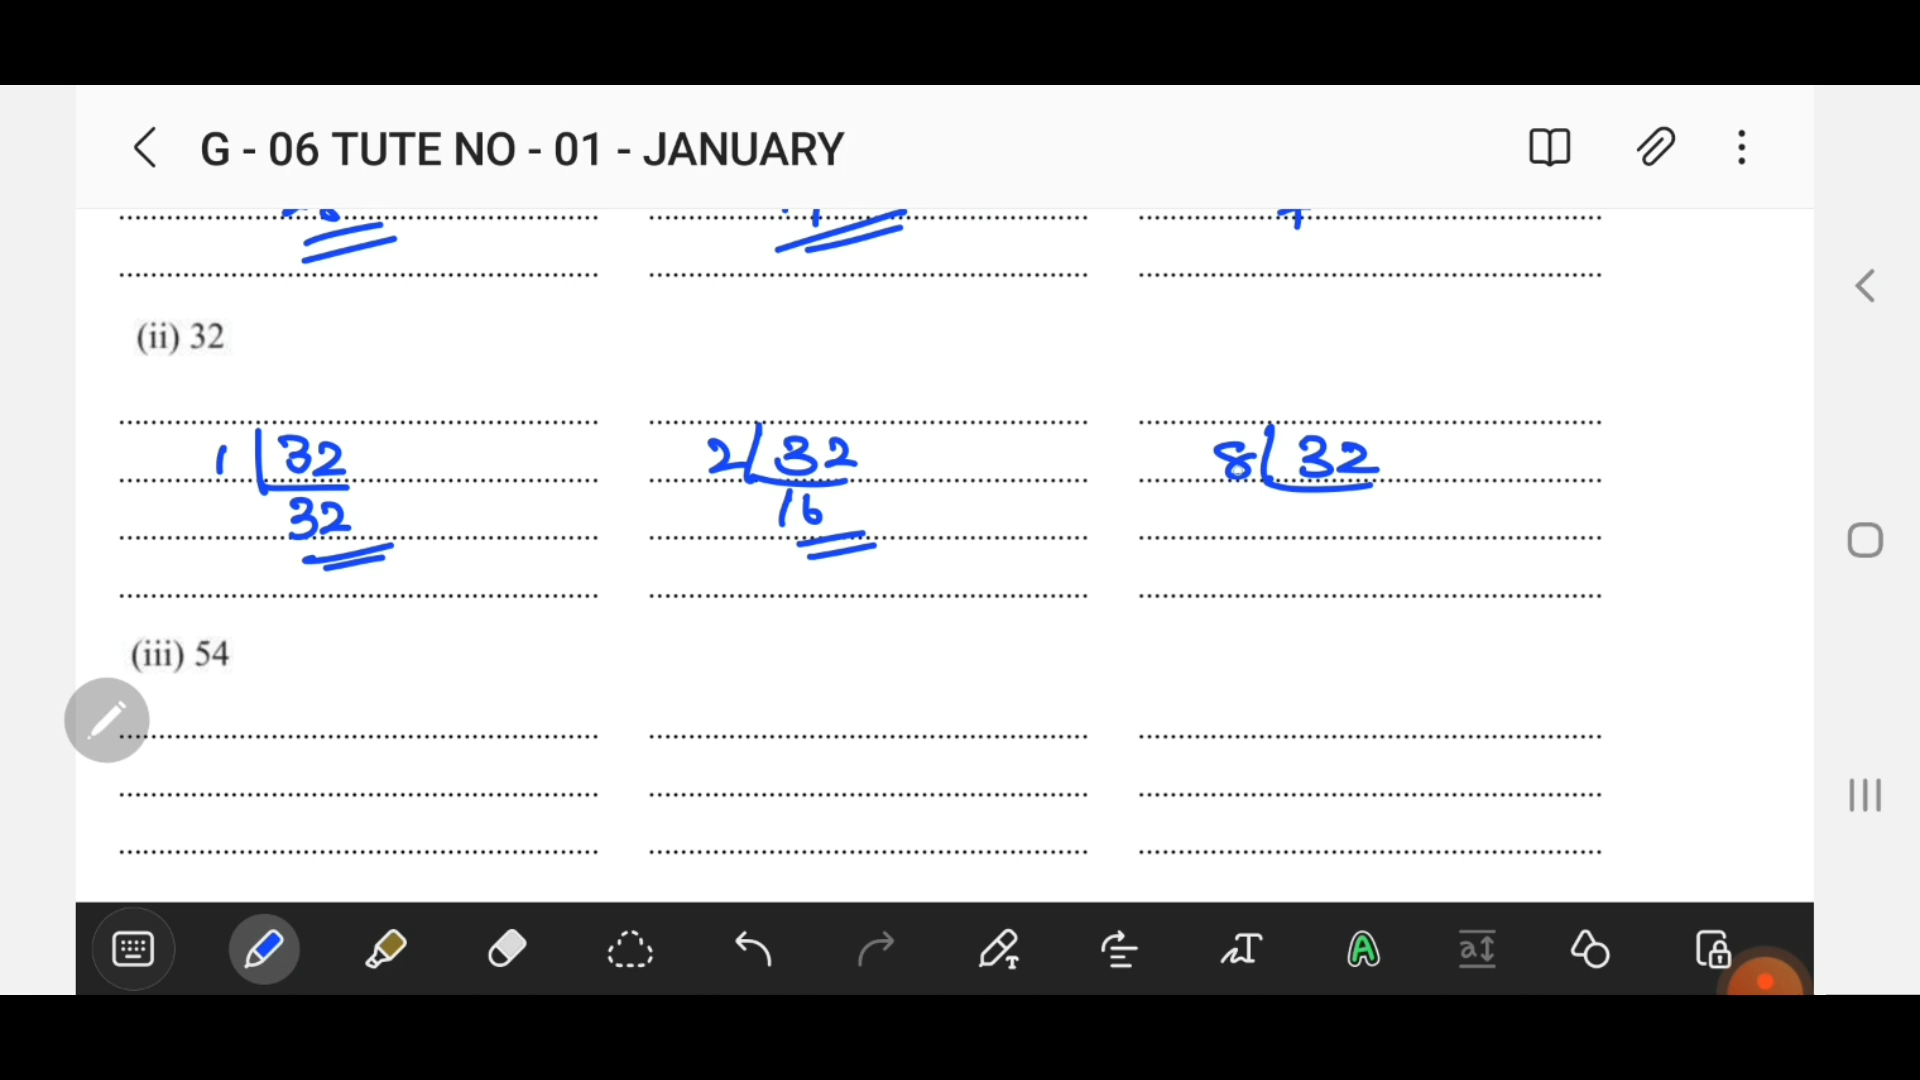 G - 06 TUTE NO - 01 - JANUARY
(ii) 32
1 32 2 32 8 32
32 16
(iii) 54